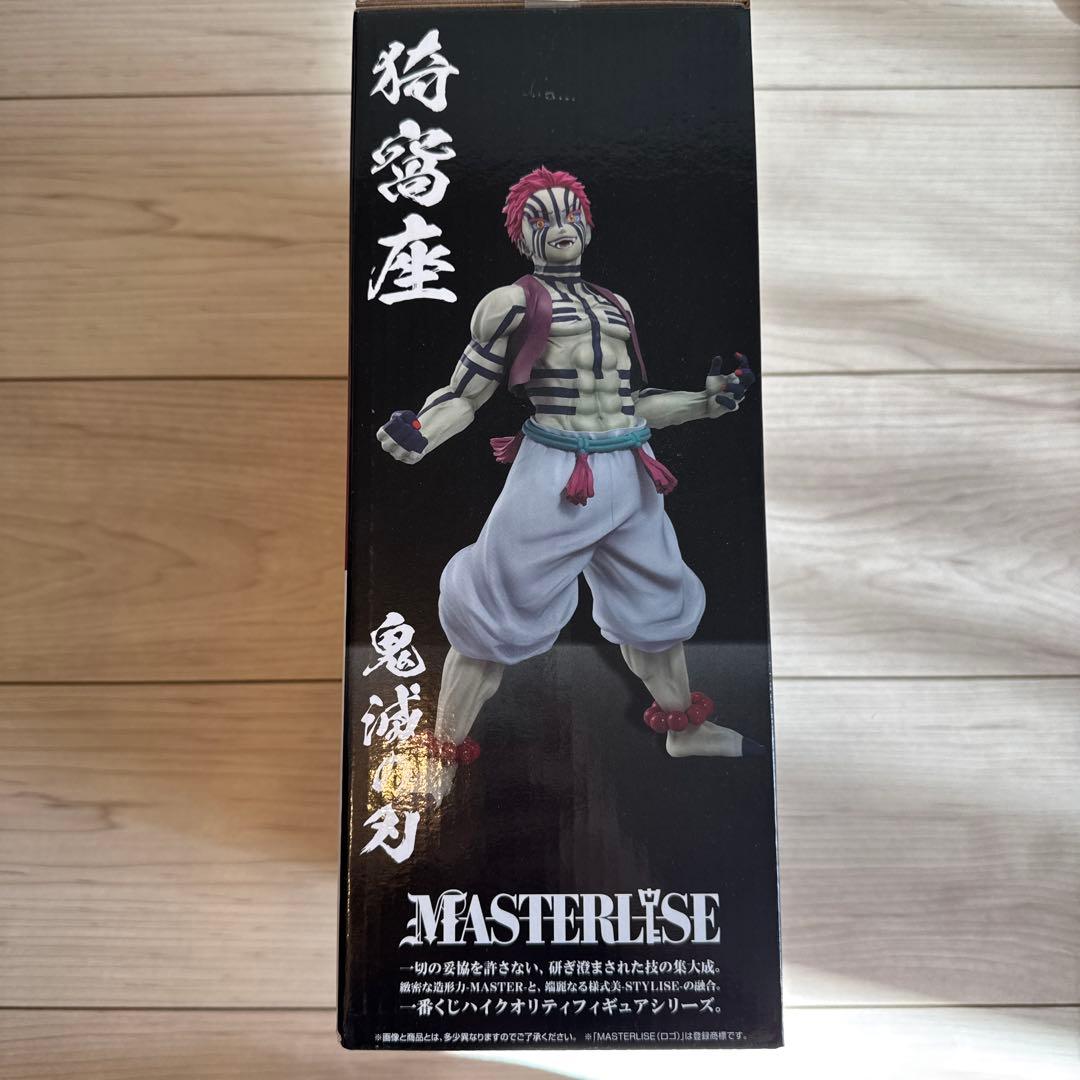 猗窩座
鬼滅の刃
MASTERLISE
一切の妥協を許さない、研ぎ澄まされた技の集大成。
緻密な造形力-MASTER-と、端麗なる様式美-STYLISE-の融合。
一番くじハイクオリティフィギュアシリーズ。
※画像と商品とは、多少異なりますのでご了承ください。 ※「MASTERLISE(ロゴ)」は登録商標です。